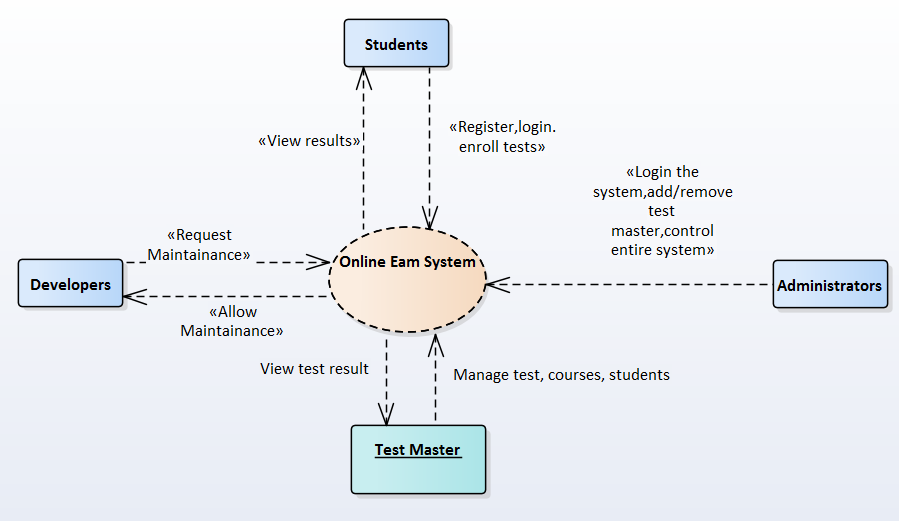 Students
«View results»
«Register,login.
enroll tests»
«Login the
system,add/remove
test
master,control
entire system»
«Request
Maintainance»
Online Eam System
Developers
Administrators
«Allow
Maintainance»
View test result
Manage test, courses, students
Test Master